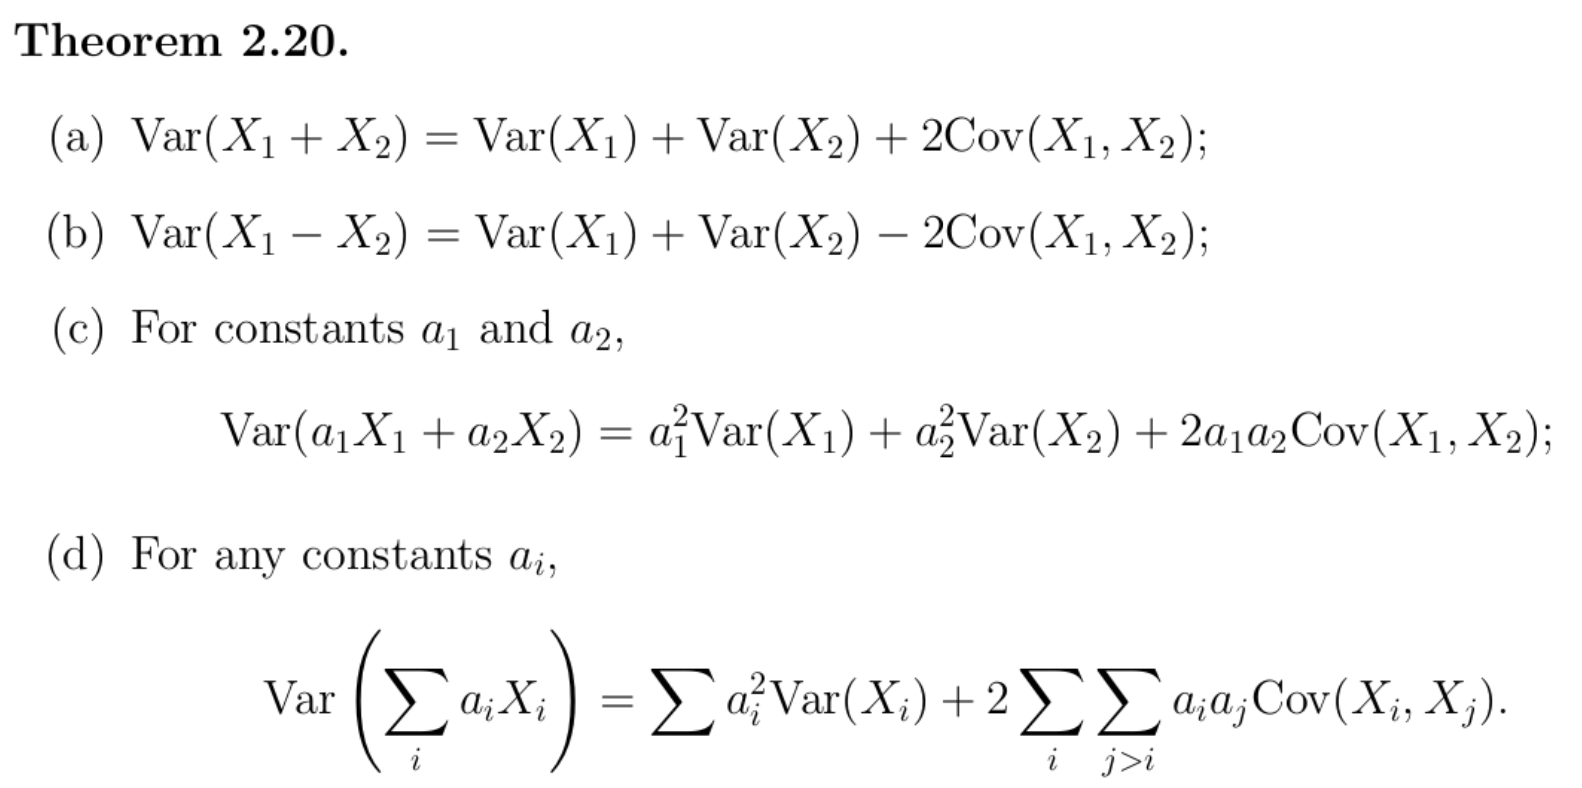 Theorem 2.20.
(a) Var(X₁ + X₂) = Var(X₁) + Var(X₂) + 2Cov(X₁, X₂);
(b) Var(X₁ − X₂) = Var(X₁) + Var(X₂) − 2Cov(X₁, X₂);
(c) For constants a₁ and a₂,
Var(a₁X₁ + a₂X₂) = a₁²Var(X₁) + a₂²Var(X₂) + 2a₁a₂Cov(X₁, X₂);
(d) For any constants aᵢ,
Var(∑ᵢ aᵢXᵢ) = ∑ aᵢ²Var(Xᵢ) + 2∑ᵢ∑_{j>i} aᵢaⱼCov(Xᵢ, Xⱼ).